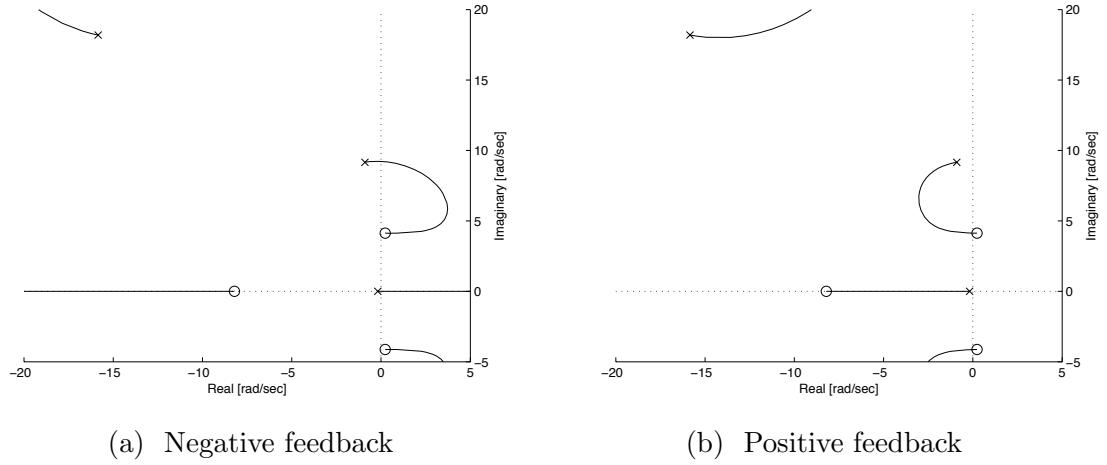 20
15
10
5
0
−5
Imaginary [rad/sec]
−20 −15 −10 −5 0 5
Real [rad/sec]
20
15
10
5
0
−5
Imaginary [rad/sec]
−20 −15 −10 −5 0 5
Real [rad/sec]
(a) Negative feedback
(b) Positive feedback